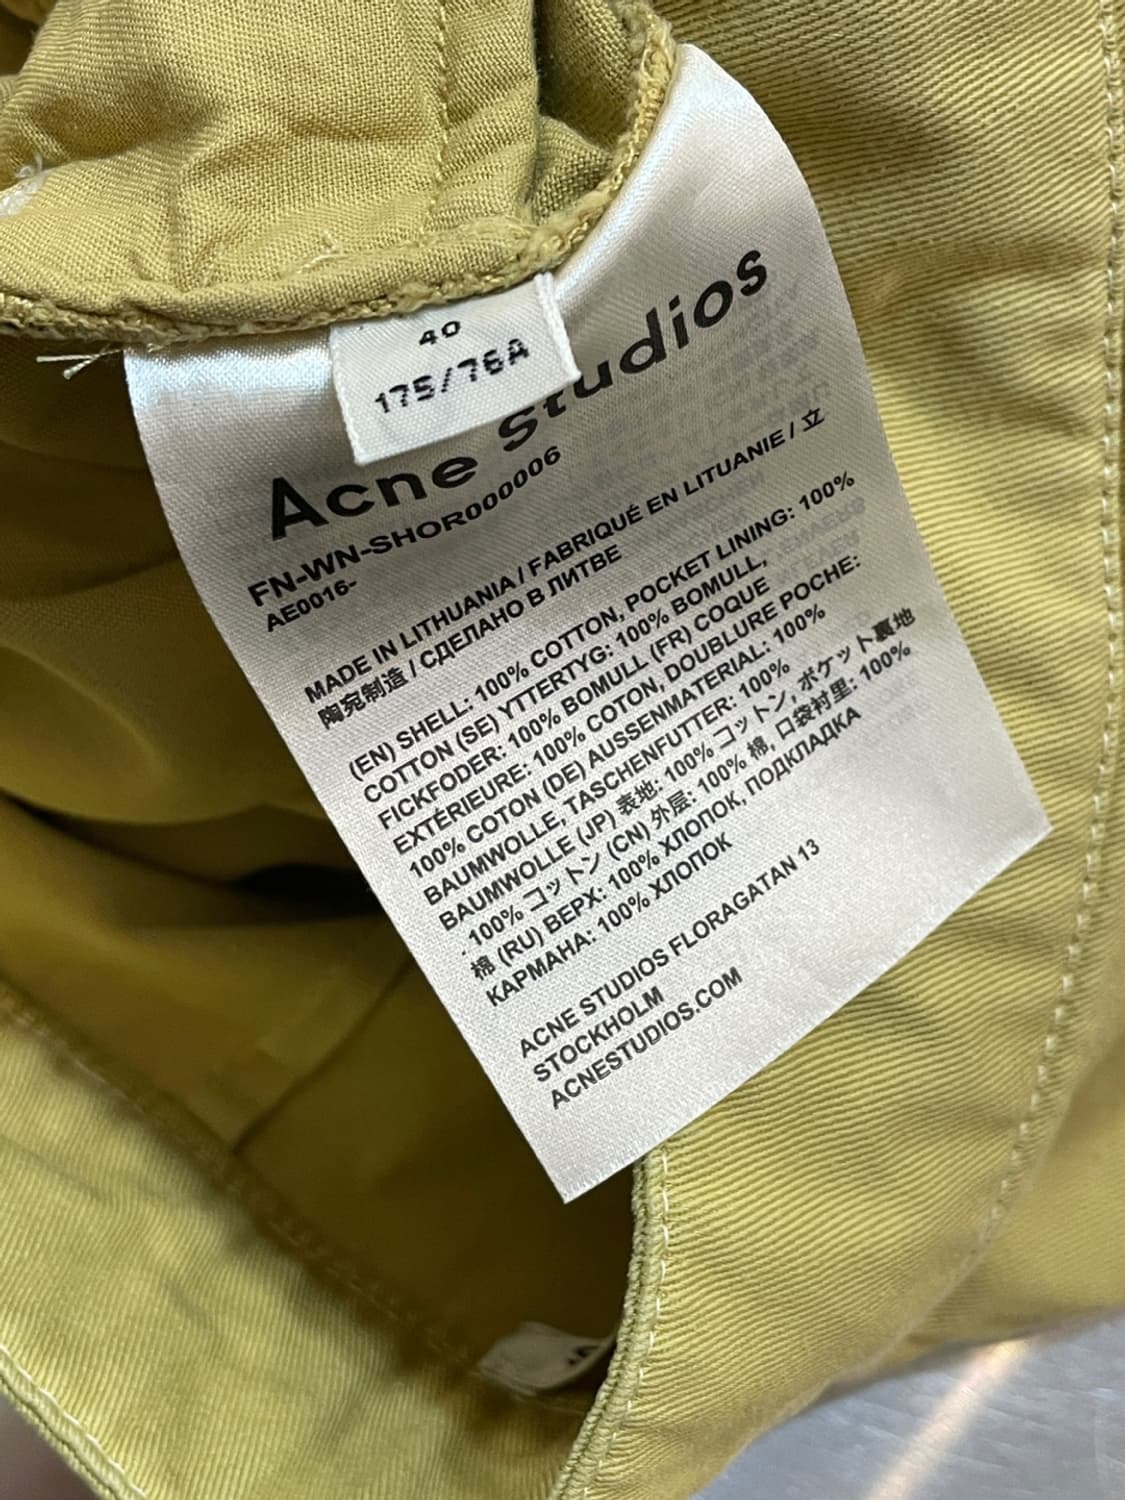 40
175/76A
Acne Studios
FN-WN-SHOR000006
AE0016-
MADE IN LITHUANIA / FABRIQUÉ EN LITUANIE / 立
陶宛制造 / СДЕЛАНО В ЛИТВЕ
(EN) SHELL: 100% COTTON, POCKET LINING: 100%
COTTON (SE) YTTERTYG: 100% BOMULL,
FICKFODER: 100% BOMULL (FR) COQUE
EXTÉRIEURE: 100% COTON, DOUBLURE POCHE:
100% COTON (DE) AUSSENMATERIAL: 100%
BAUMWOLLE, TASCHENFUTTER: 100%
BAUMWOLLE (JP) 表地: 100% コットン, ポケット裏地
: 100% コットン (CN) 外层: 100% 棉, 口袋衬里: 100%
棉 (RU) ВЕРХ: 100% ХЛОПОК, ПОДКЛАДКА
КАРМАНА: 100% ХЛОПОК
ACNE STUDIOS FLORAGATAN 13
STOCKHOLM
ACNESTUDIOS.COM